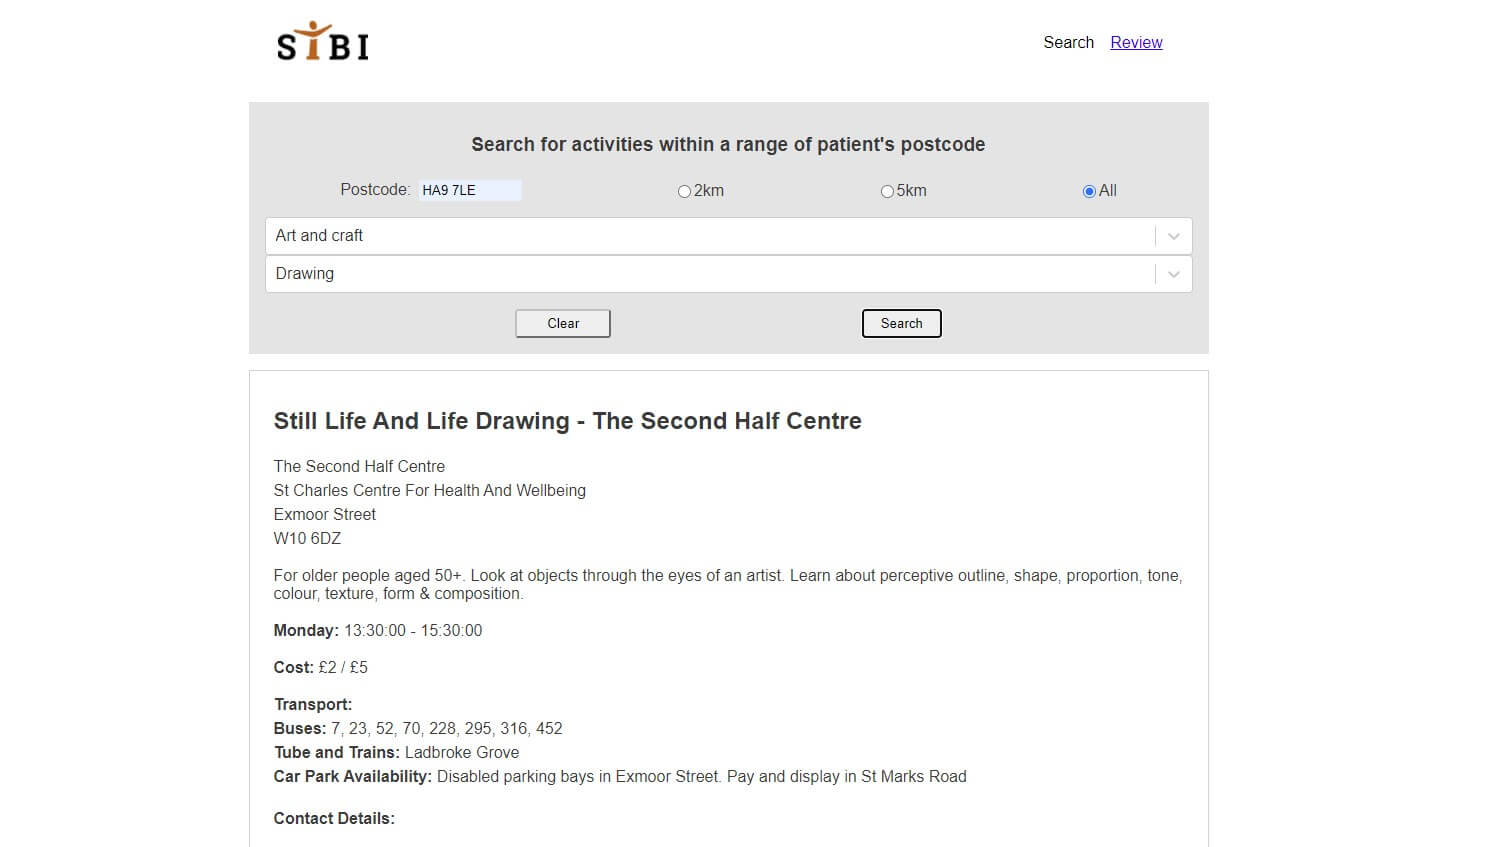 STBI
Search Review
Search for activities within a range of patient's postcode
Postcode: HA9 7LE 2km 5km All
Art and craft
Drawing
Clear Search
Still Life And Life Drawing - The Second Half Centre
The Second Half Centre
St Charles Centre For Health And Wellbeing
Exmoor Street
W10 6DZ
For older people aged 50+. Look at objects through the eyes of an artist. Learn about perceptive outline, shape, proportion, tone,
colour, texture, form & composition.
Monday: 13:30:00 - 15:30:00
Cost: £2 / £5
Transport:
Buses: 7, 23, 52, 70, 228, 295, 316, 452
Tube and Trains: Ladbroke Grove
Car Park Availability: Disabled parking bays in Exmoor Street. Pay and display in St Marks Road
Contact Details: